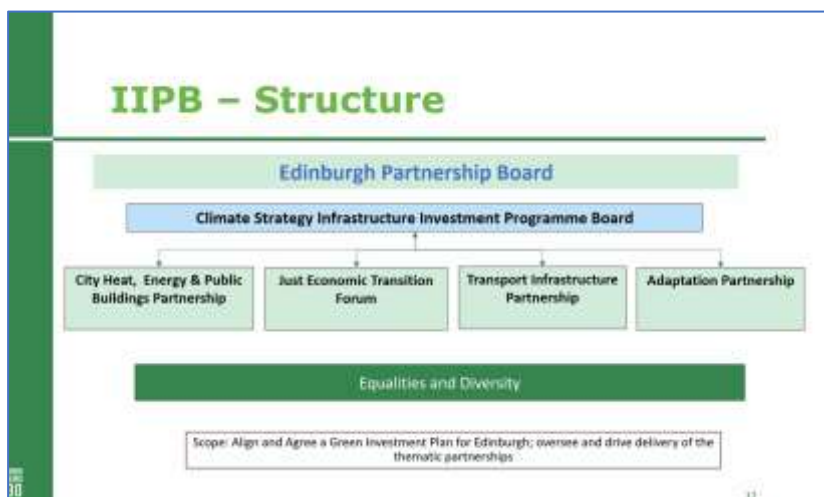 IIPB – Structure
Edinburgh Partnership Board
Climate Strategy Infrastructure Investment Programme Board
City Heat, Energy & Public
Buildings Partnership
Just Economic Transition
Forum
Transport Infrastructure
Partnership
Adaptation Partnership
Equalities and Diversity
Scope: Align and Agree a Green Investment Plan for Edinburgh; oversee and drive delivery of the
thematic partnerships
30